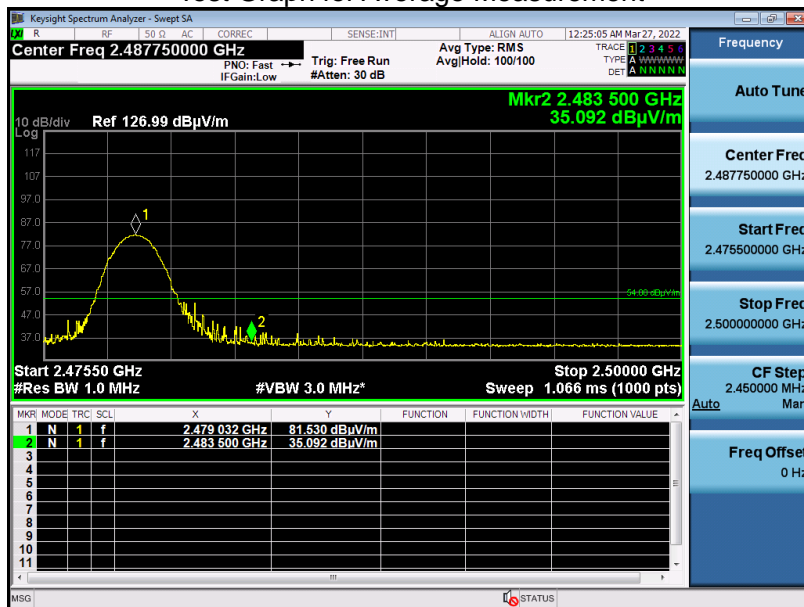 Test Graph for Average Measurement
Keysight Spectrum Analyzer - Swept SA
LXI R RF 50 Ω AC CORREC SENSE:INT ALIGN AUTO 12:25:05 AM Mar 27, 2022
Center Freq 2.487750000 GHz
PNO: Fast
IFGain:Low
Trig: Free Run
#Atten: 30 dB
Avg Type: RMS
Avg|Hold: 100/100
TRACE 1 2 3 4 5 6
TYPE A WWWWW
DET A N N N N N
Mkr2 2.483 500 GHz
35.092 dBµV/m
10 dB/div Ref 126.99 dBµV/m
Log
117
107
97.0
87.0
77.0
67.0
57.0
47.0
37.0
1
2
54.00 dBµV/m
Start 2.47550 GHz Stop 2.50000 GHz
#Res BW 1.0 MHz #VBW 3.0 MHz* Sweep 1.066 ms (1000 pts)
MKR MODE TRC SCL X Y FUNCTION FUNCTION WIDTH FUNCTION VALUE
1 N 1 f 2.479 032 GHz 81.530 dBµV/m
2 N 1 f 2.483 500 GHz 35.092 dBµV/m
3
4
5
6
7
8
9
10
11
MSG STATUS
Frequency
Auto Tune
Center Freq
2.487750000 GHz
Start Freq
2.475500000 GHz
Stop Freq
2.500000000 GHz
CF Step
2.450000 MHz
Auto Man
Freq Offset
0 Hz